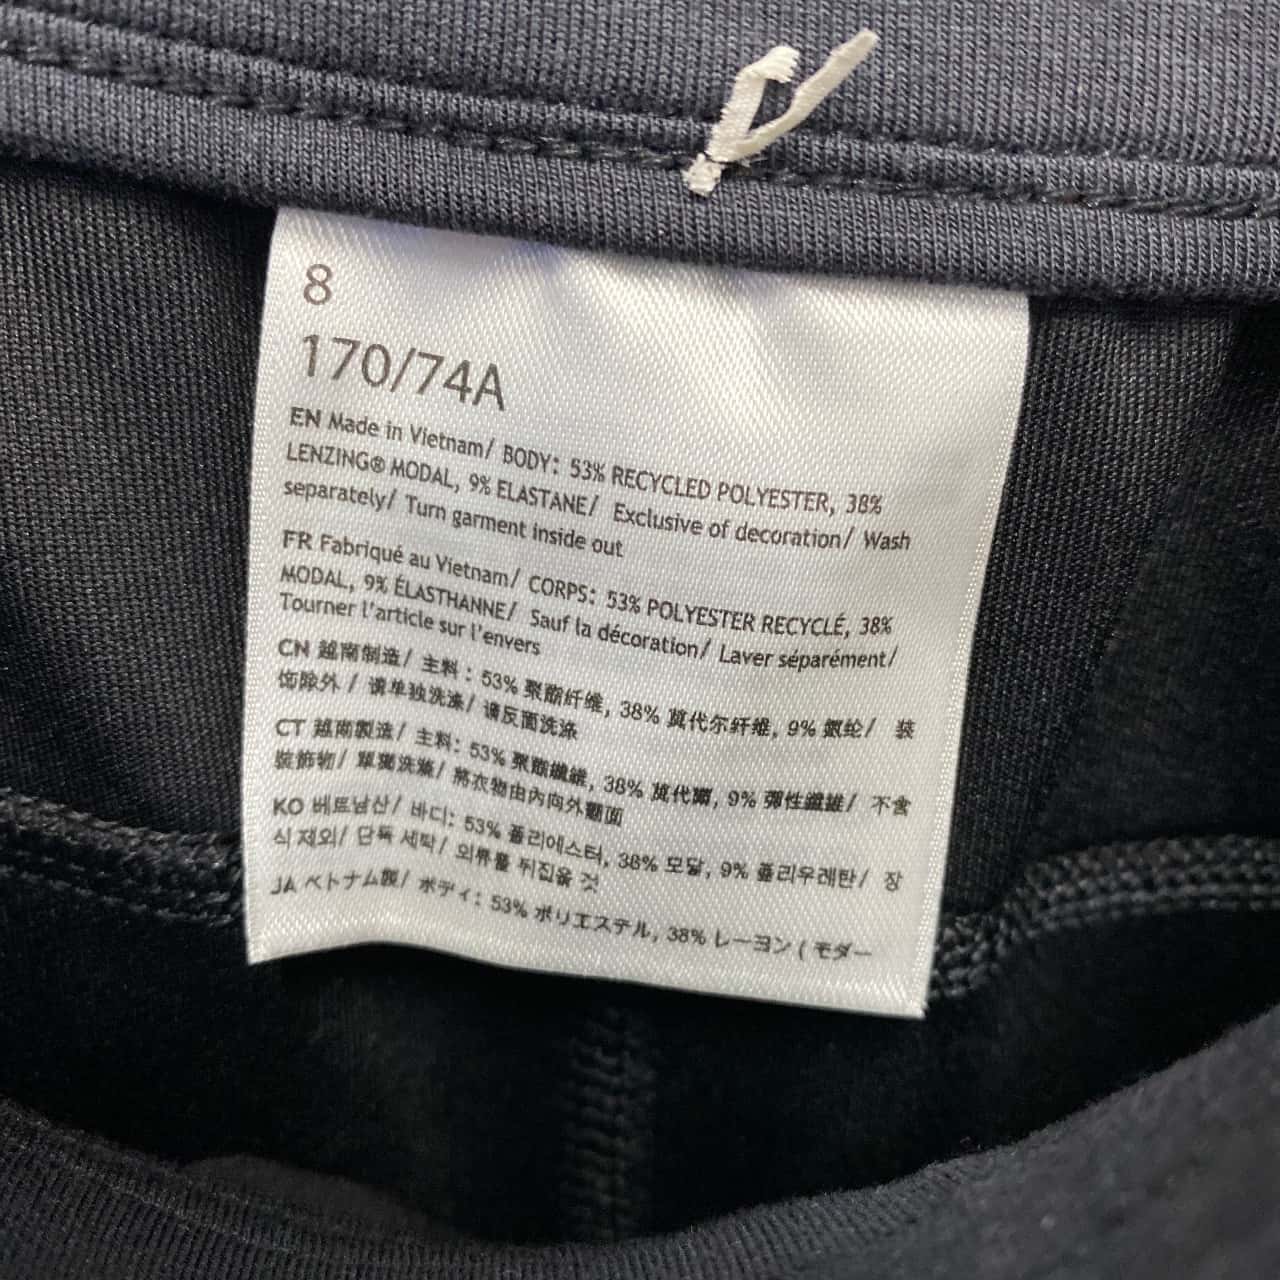 8
170/74A
EN Made in Vietnam/ BODY: 53% RECYCLED POLYESTER, 38%
LENZING® MODAL, 9% ELASTANE/ Exclusive of decoration/ Wash
separately/ Turn garment inside out
FR Fabriqué au Vietnam/ CORPS: 53% POLYESTER RECYCLÉ, 38%
MODAL, 9% ÉLASTHANNE/ Sauf la décoration/ Laver séparément/
Tourner l'article sur l'envers
CN 越南制造/ 主料: 53% 聚酯纤维, 38% 莫代尔纤维, 9% 氨纶/ 装
饰除外 / 请单独洗涤/ 请反面洗涤
CT 越南製造/ 主料: 53% 聚酯纖維, 38% 莫代爾, 9% 彈性纖維/ 不含
裝飾物/ 單獨洗滌/ 將衣物由內向外翻面
KO 베트남산/ 바디: 53% 폴리에스터, 38% 모달, 9% 폴리우레탄/ 장
식 제외/ 단독 세탁/ 의류를 뒤집을 것
JA ベトナム製/ ボディ: 53% ポリエステル, 38% レーヨン ( モダー